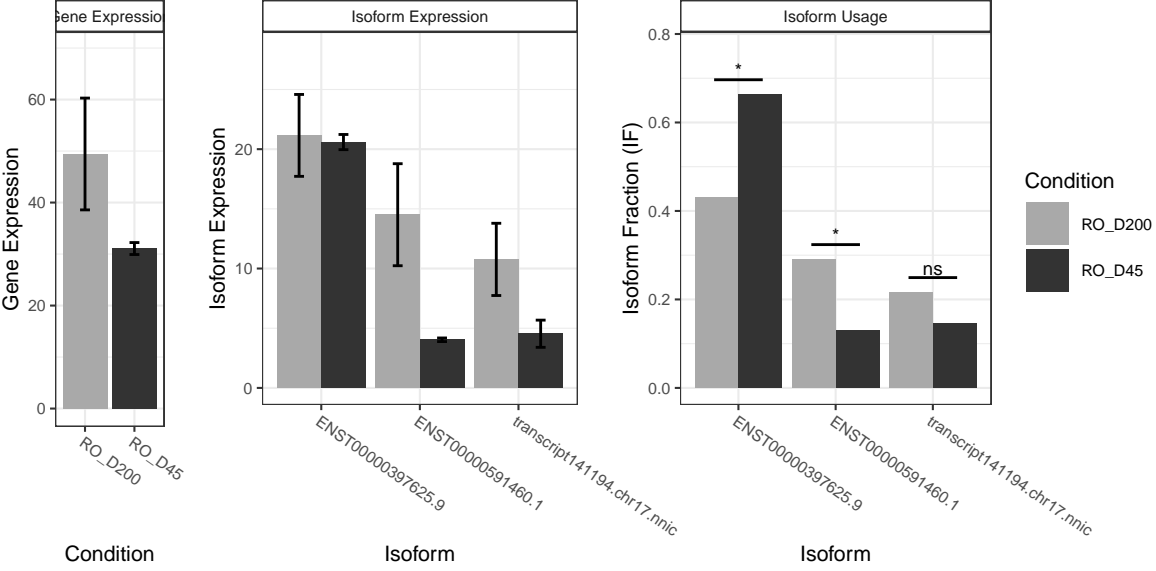 Gene Expression
Gene Expression
60
40
20
0
RO_D200
RO_D45
Condition
Isoform Expression
Isoform Expression
20
10
0
ENST00000397625.9
ENST00000591460.1
transcript141194.chr17.nnic
Isoform
Isoform Usage
Isoform Fraction (IF)
0.8
0.6
0.4
0.2
0.0
*
*
ns
ENST00000397625.9
ENST00000591460.1
transcript141194.chr17.nnic
Isoform
Condition
RO_D200
RO_D45